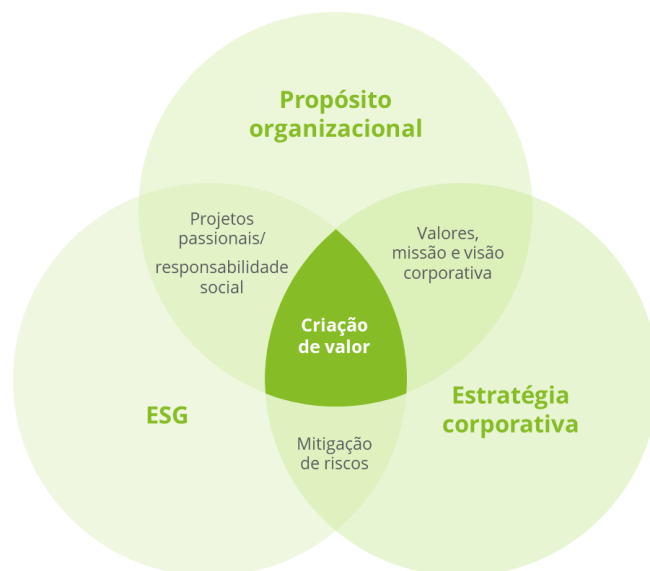 Propósito
organizacional
Projetos
passionais/
responsabilidade
social
Valores,
missão e visão
corporativa
Criação
de valor
ESG
Estratégia
corporativa
Mitigação
de riscos